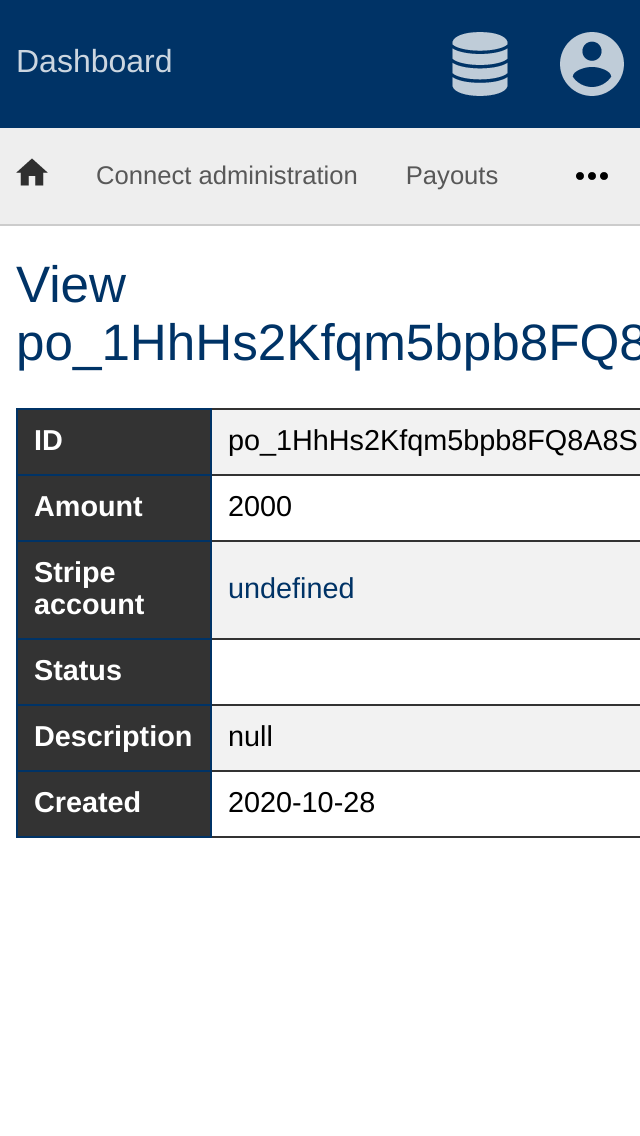 Dashboard
Connect administration Payouts
View
po_1HhHs2Kfqm5bpb8FQ8
ID po_1HhHs2Kfqm5bpb8FQ8A8S
Amount 2000
Stripe
account
undefined
Status
Description null
Created 2020-10-28